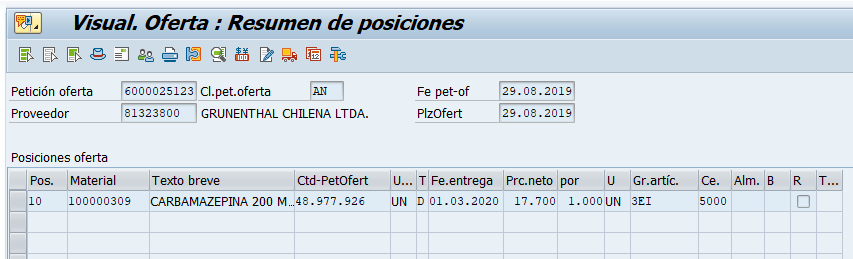 Visual. Oferta : Resumen de posiciones
Petición oferta 6000025123 Cl.pet.oferta AN Fe pet-of 29.08.2019
Proveedor 81323800 GRUNENTHAL CHILENA LTDA. PlzOfert 29.08.2019
Posiciones oferta
Pos. Material Texto breve Ctd-PetOfert U... T Fe.entrega Prc.neto por U Gr.artíc. Ce. Alm. B R T...
10 100000309 CARBAMAZEPINA 200 M... 48.977.926 UN D 01.03.2020 17.700 1.000 UN 3EI 5000